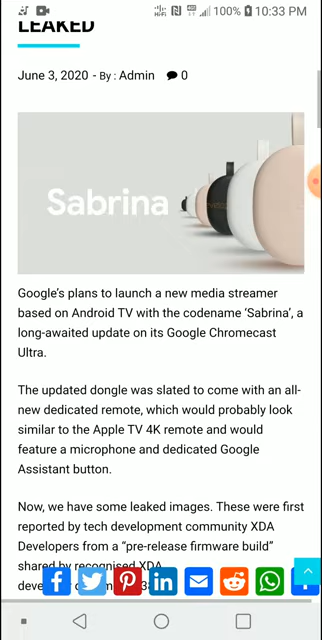 100% 10:33 PM
LEAKED
June 3, 2020 - By : Admin 0
Sabrina
Google's plans to launch a new media streamer
based on Android TV with the codename ‘Sabrina’, a
long-awaited update on its Google Chromecast
Ultra.
The updated dongle was slated to come with an all-
new dedicated remote, which would probably look
similar to the Apple TV 4K remote and would
feature a microphone and dedicated Google
Assistant button.
Now, we have some leaked images. These were first
reported by tech development community XDA
Developers from a “pre-release firmware build”
shared by recognised XDA